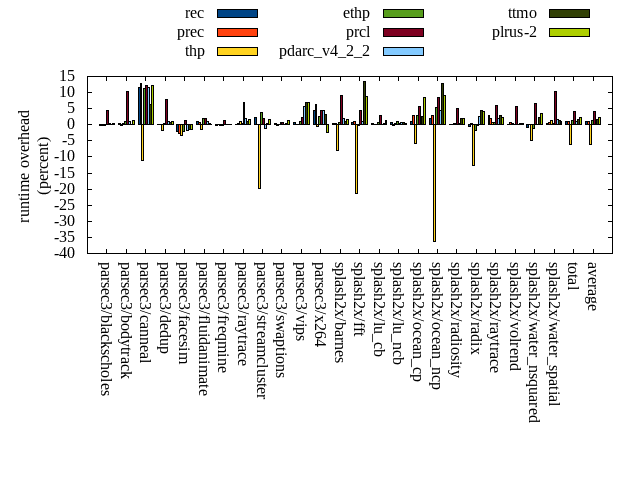 rec ethp ttmo
prec prcl plrus-2
thp pdarc_v4_2_2
15
10
5
0
-5
-10
-15
-20
-25
-30
-35
-40
runtime overhead
(percent)
parsec3/blackscholes
parsec3/bodytrack
parsec3/canneal
parsec3/dedup
parsec3/facesim
parsec3/fluidanimate
parsec3/freqmine
parsec3/raytrace
parsec3/streamcluster
parsec3/swaptions
parsec3/vips
parsec3/x264
splash2x/barnes
splash2x/fft
splash2x/lu_cb
splash2x/lu_ncb
splash2x/ocean_cp
splash2x/ocean_ncp
splash2x/radiosity
splash2x/radix
splash2x/raytrace
splash2x/volrend
splash2x/water_nsquared
splash2x/water_spatial
total
average